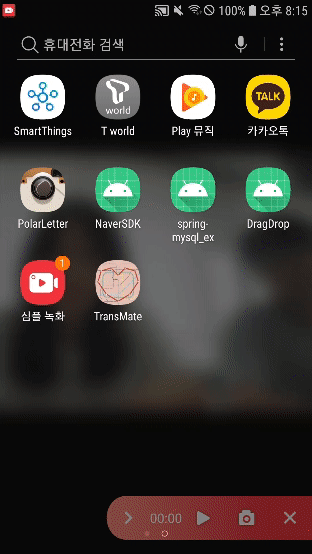 100% 오후 8:15
휴대전화 검색
TALK
world
SmartThings
T world
Play 뮤직
카카오톡
PolarLetter
NaverSDK
spring-
mysql_ex
DragDrop
1
심플 녹화
TransMate
00:00